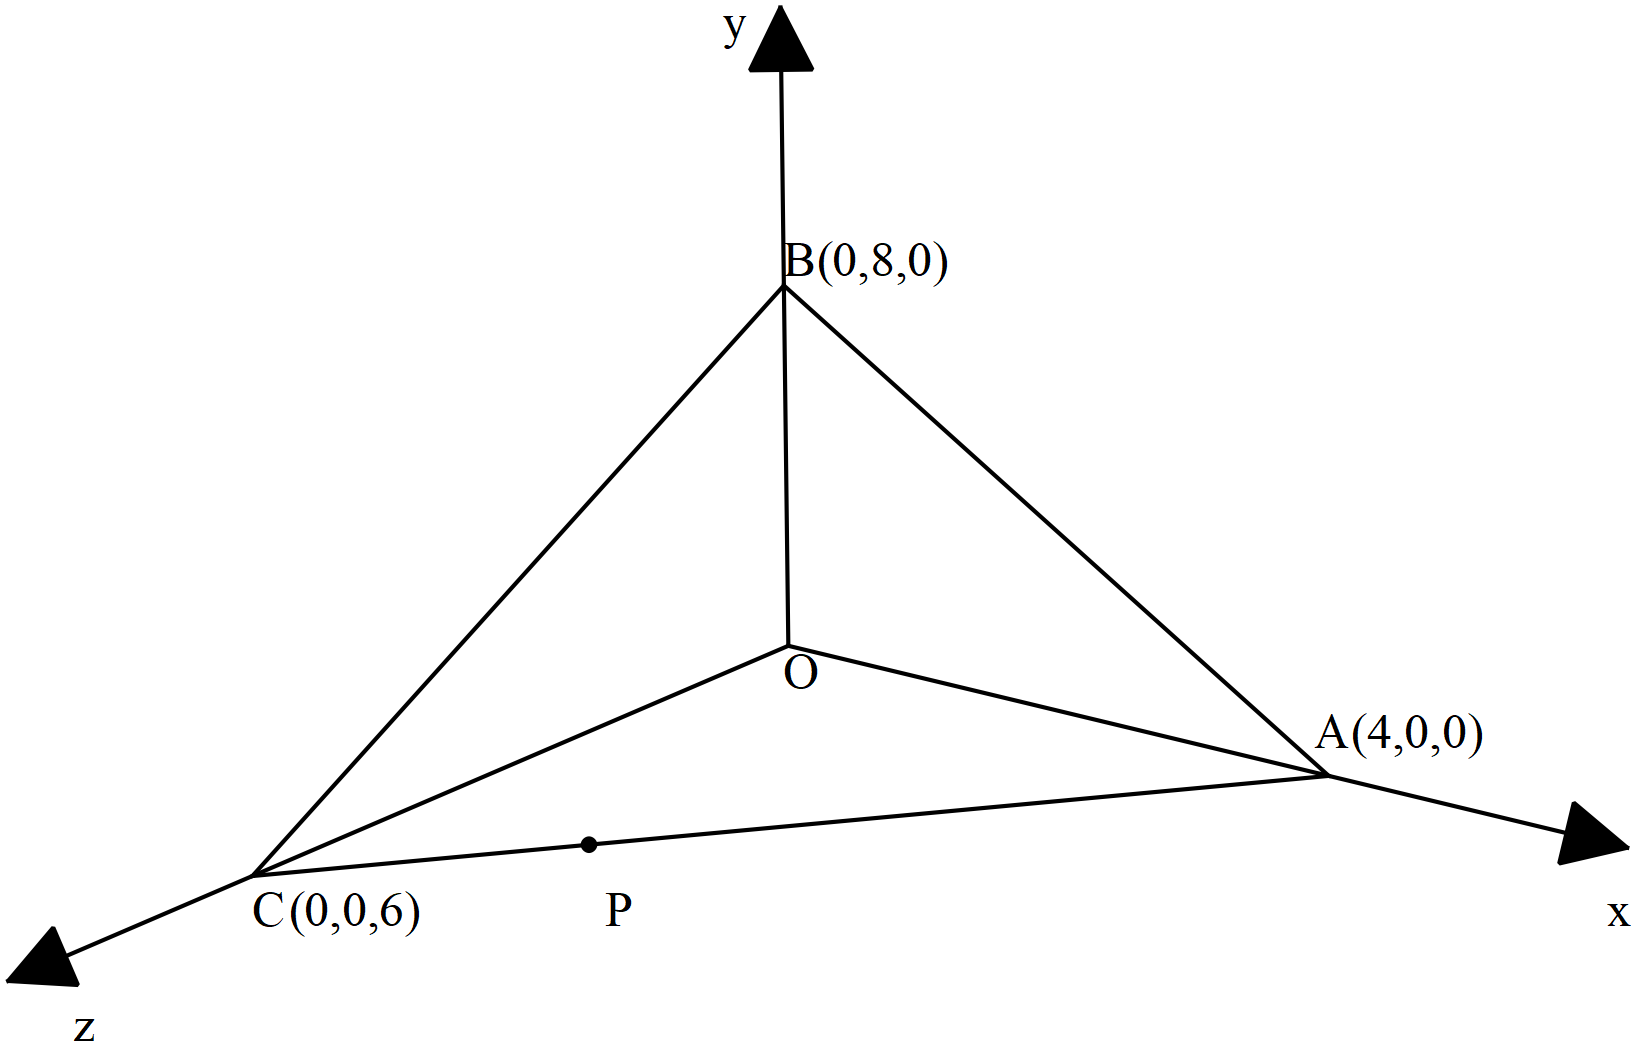 y
B(0,8,0)
O
A(4,0,0)
C(0,0,6)
P
x
z